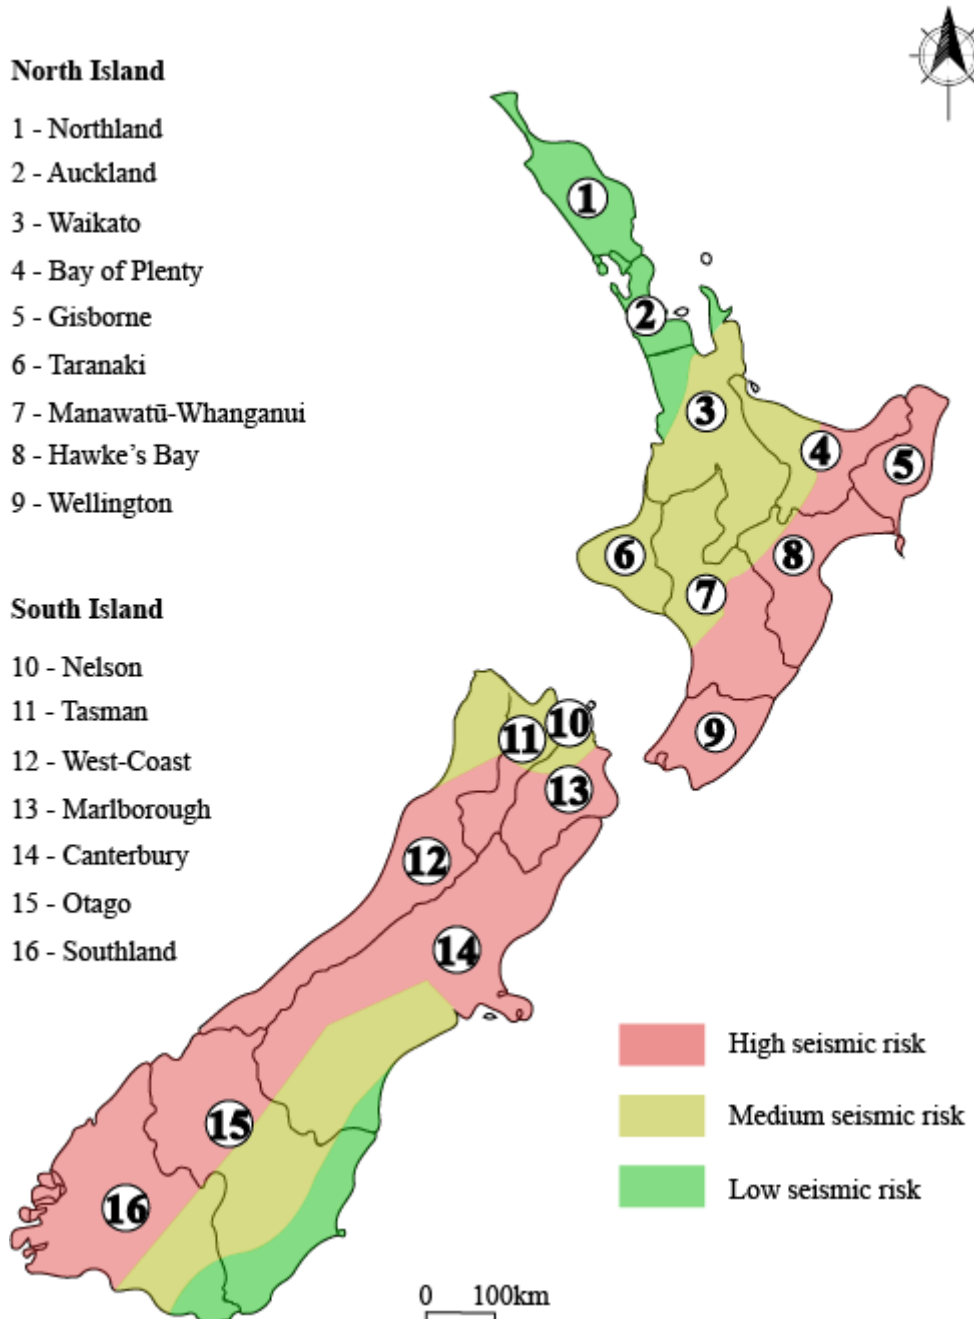 North Island
1 - Northland
2 - Auckland
3 - Waikato
4 - Bay of Plenty
5 - Gisborne
6 - Taranaki
7 - Manawatū-Whanganui
8 - Hawke's Bay
9 - Wellington
South Island
10 - Nelson
11 - Tasman
12 - West-Coast
13 - Marlborough
14 - Canterbury
15 - Otago
16 - Southland
1
2
3
4
5
6
7
8
9
10
11
12
13
14
15
16
High seismic risk
Medium seismic risk
Low seismic risk
0 100km